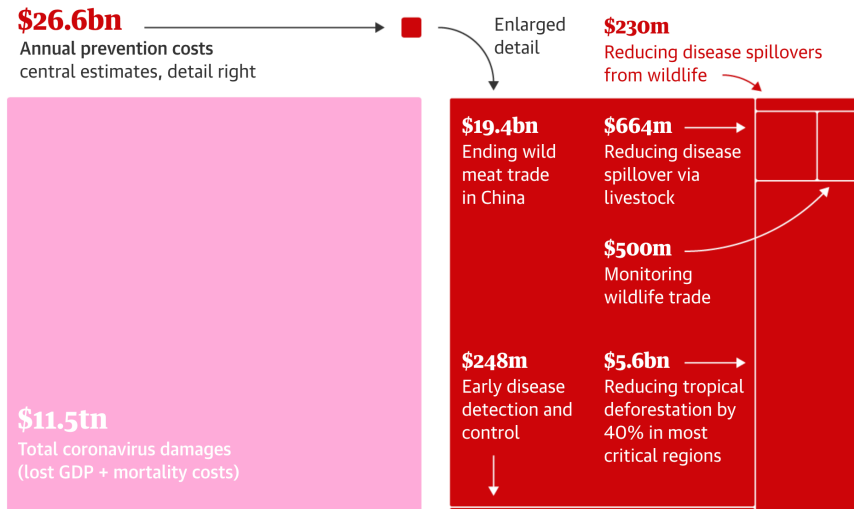 $26.6bn
Annual prevention costs
central estimates, detail right
Enlarged
detail
$230m
Reducing disease spillovers
from wildlife
$19.4bn
Ending wild
meat trade
in China
$664m
Reducing disease
spillover via
livestock
$500m
Monitoring
wildlife trade
$248m
Early disease
detection and
control
$5.6bn
Reducing tropical
deforestation by
40% in most
critical regions
$11.5tn
Total coronavirus damages
(lost GDP + mortality costs)